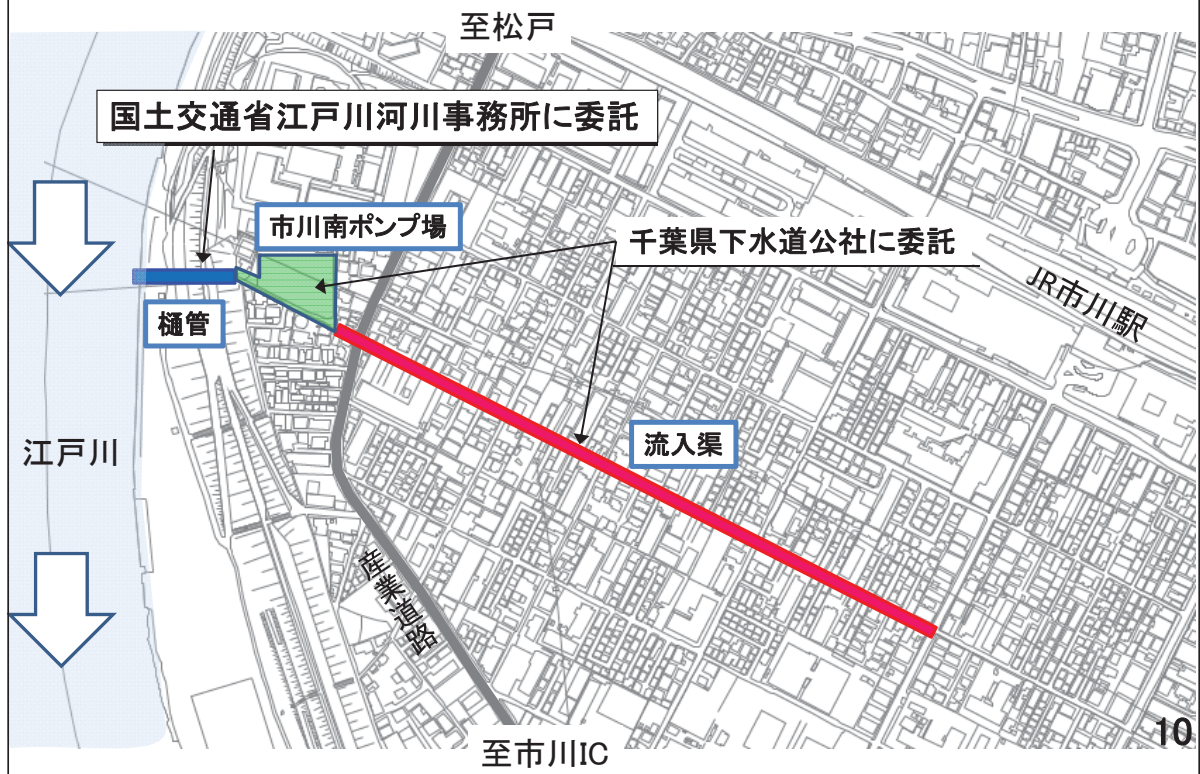 至松戸
国土交通省江戸川河川事務所に委託
市川南ポンプ場
千葉県下水道公社に委託
JR市川駅
樋管
江戸川
流入渠
産業道路
至市川IC
10